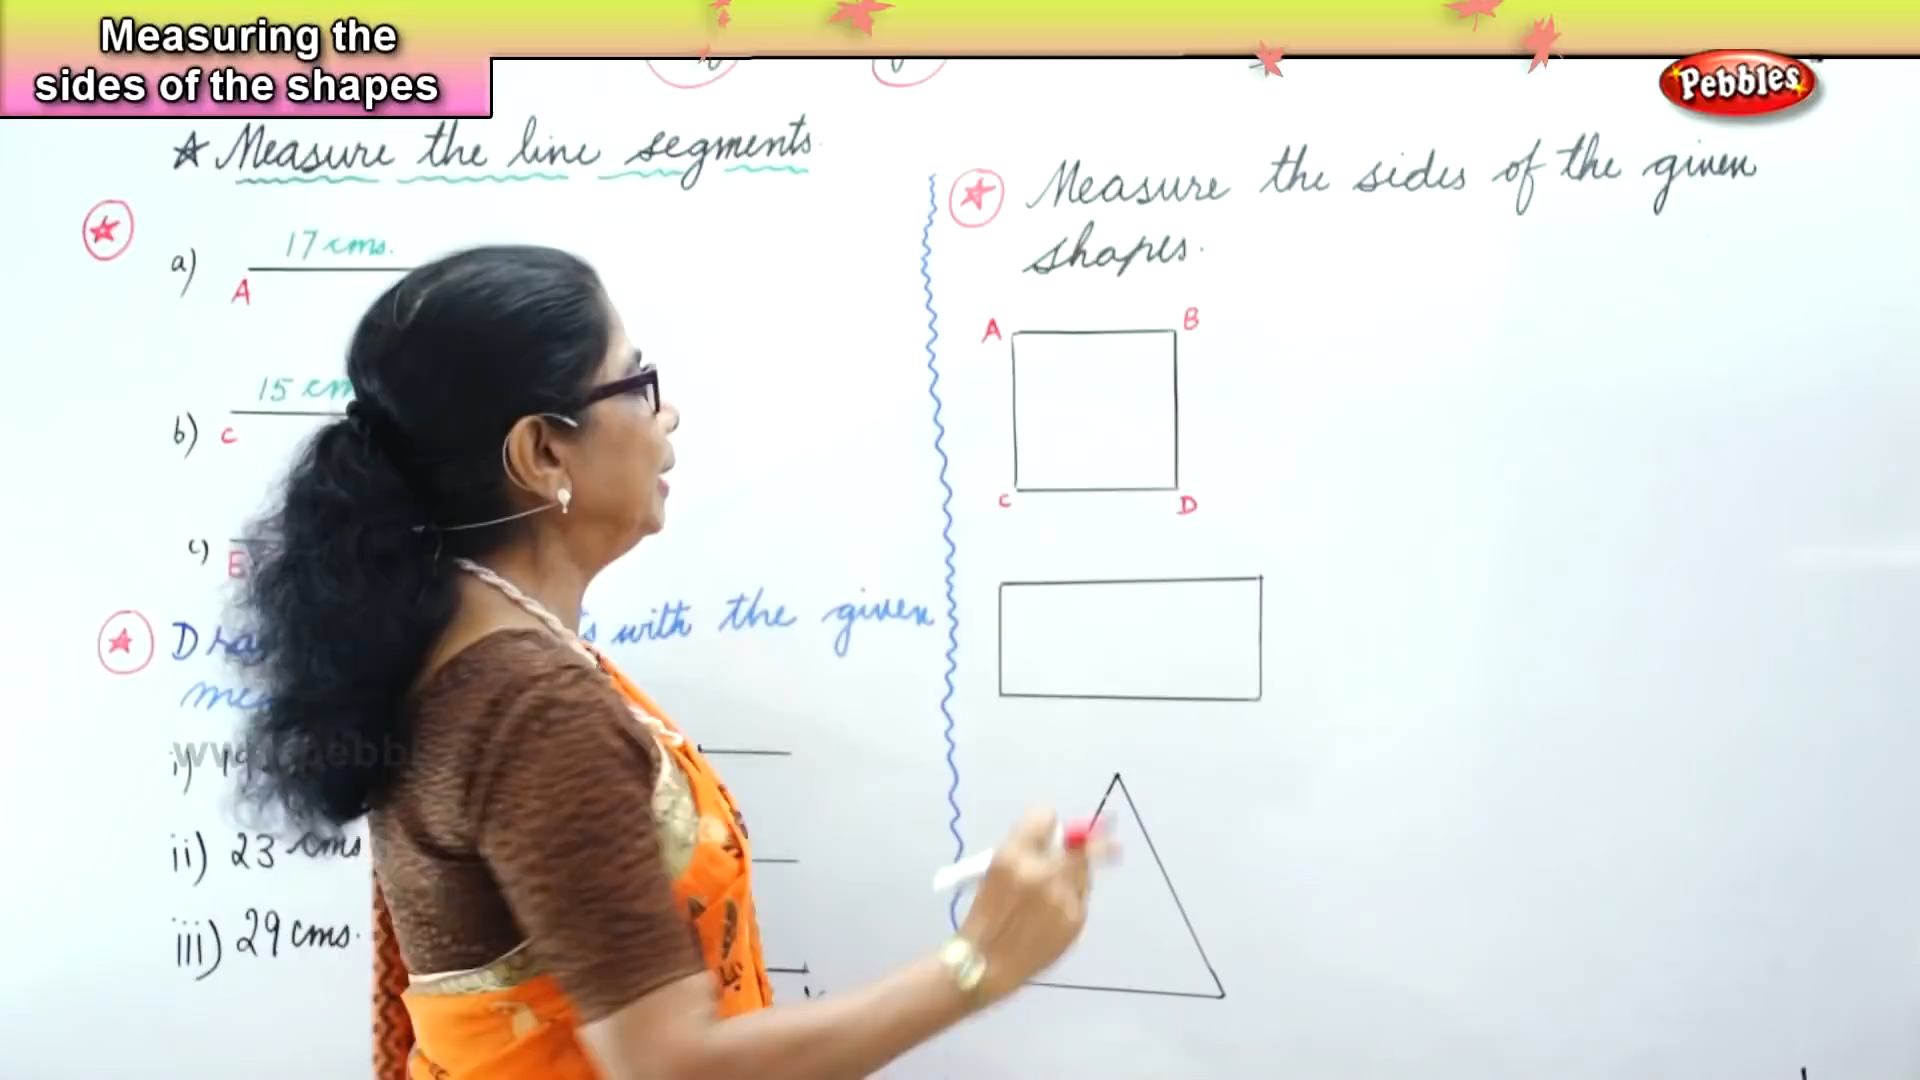 Measuring the
sides of the shapes
Pebbles
Measure the line segments.
a) 17 cms.
A
b) 15 cm
C
c)
E
with the given
i)
ii) 23 cms
iii) 29 cms.
Measure the sides of the given
shapes.
A B
C D